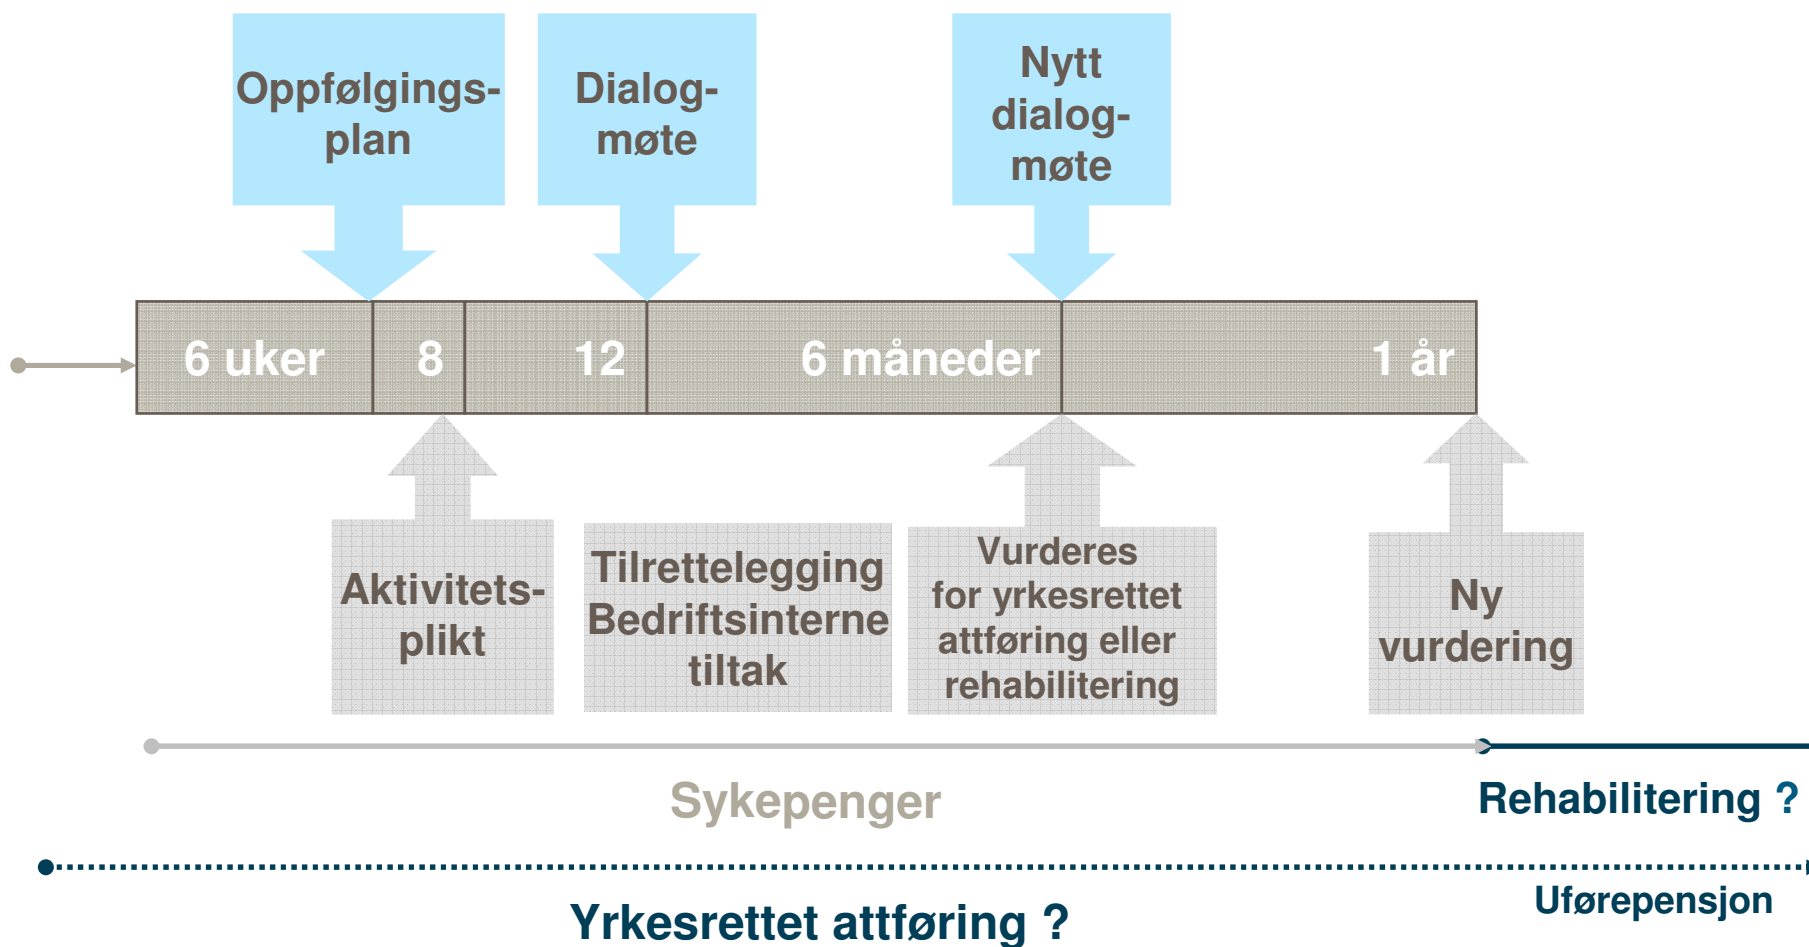 Oppfølgings-
plan
Dialog-
møte
Nytt
dialog-
møte
6 uker
8
12
6 måneder
1 år
Aktivitets-
plikt
Tilrettelegging
Bedriftsinterne
tiltak
Vurderes
for yrkesrettet
attføring eller
rehabilitering
Ny
vurdering
Sykepenger
Rehabilitering ?
Yrkesrettet attføring ?
Uførepensjon